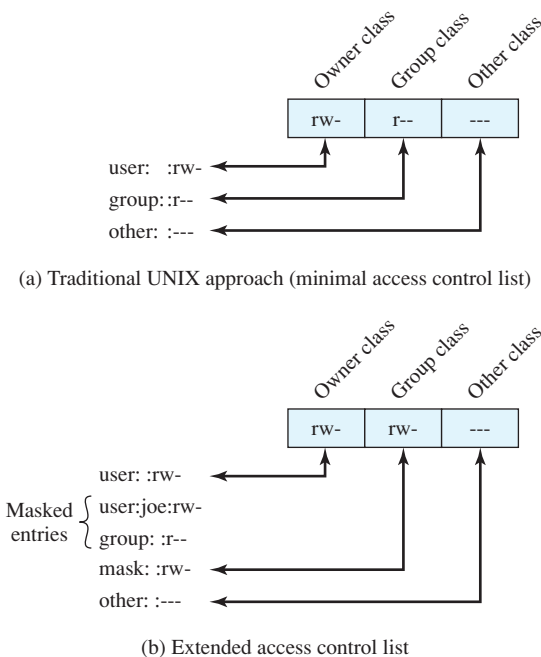 Owner class
Group class
Other class
rw-
r--
---
user: :rw-
group: :r--
other: :---
(a) Traditional UNIX approach (minimal access control list)
Owner class
Group class
Other class
rw-
rw-
---
user: :rw-
Masked
entries
user:joe:rw-
group: :r--
mask: :rw-
other: :---
(b) Extended access control list